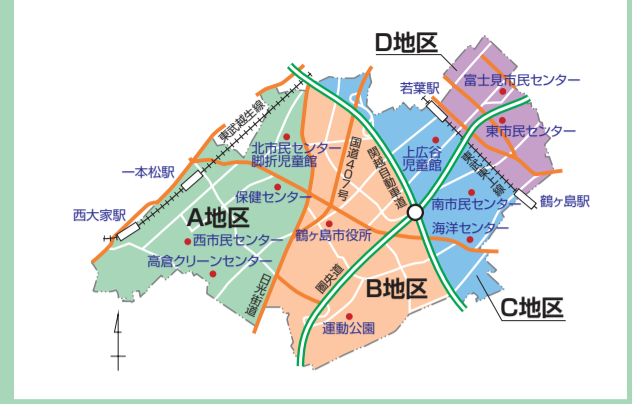 D地区
富士見市民センター
若葉駅
東市民センター
東武越生線
北市民センター
脚折児童館
国道407号
関越自動車道
上広谷
児童館
東武東上線
一本松駅
保健センター
南市民センター
鶴ヶ島駅
西大家駅
A地区
鶴ヶ島市役所
海洋センター
西市民センター
高倉クリーンセンター
日光街道
圏央道
B地区
C地区
運動公園